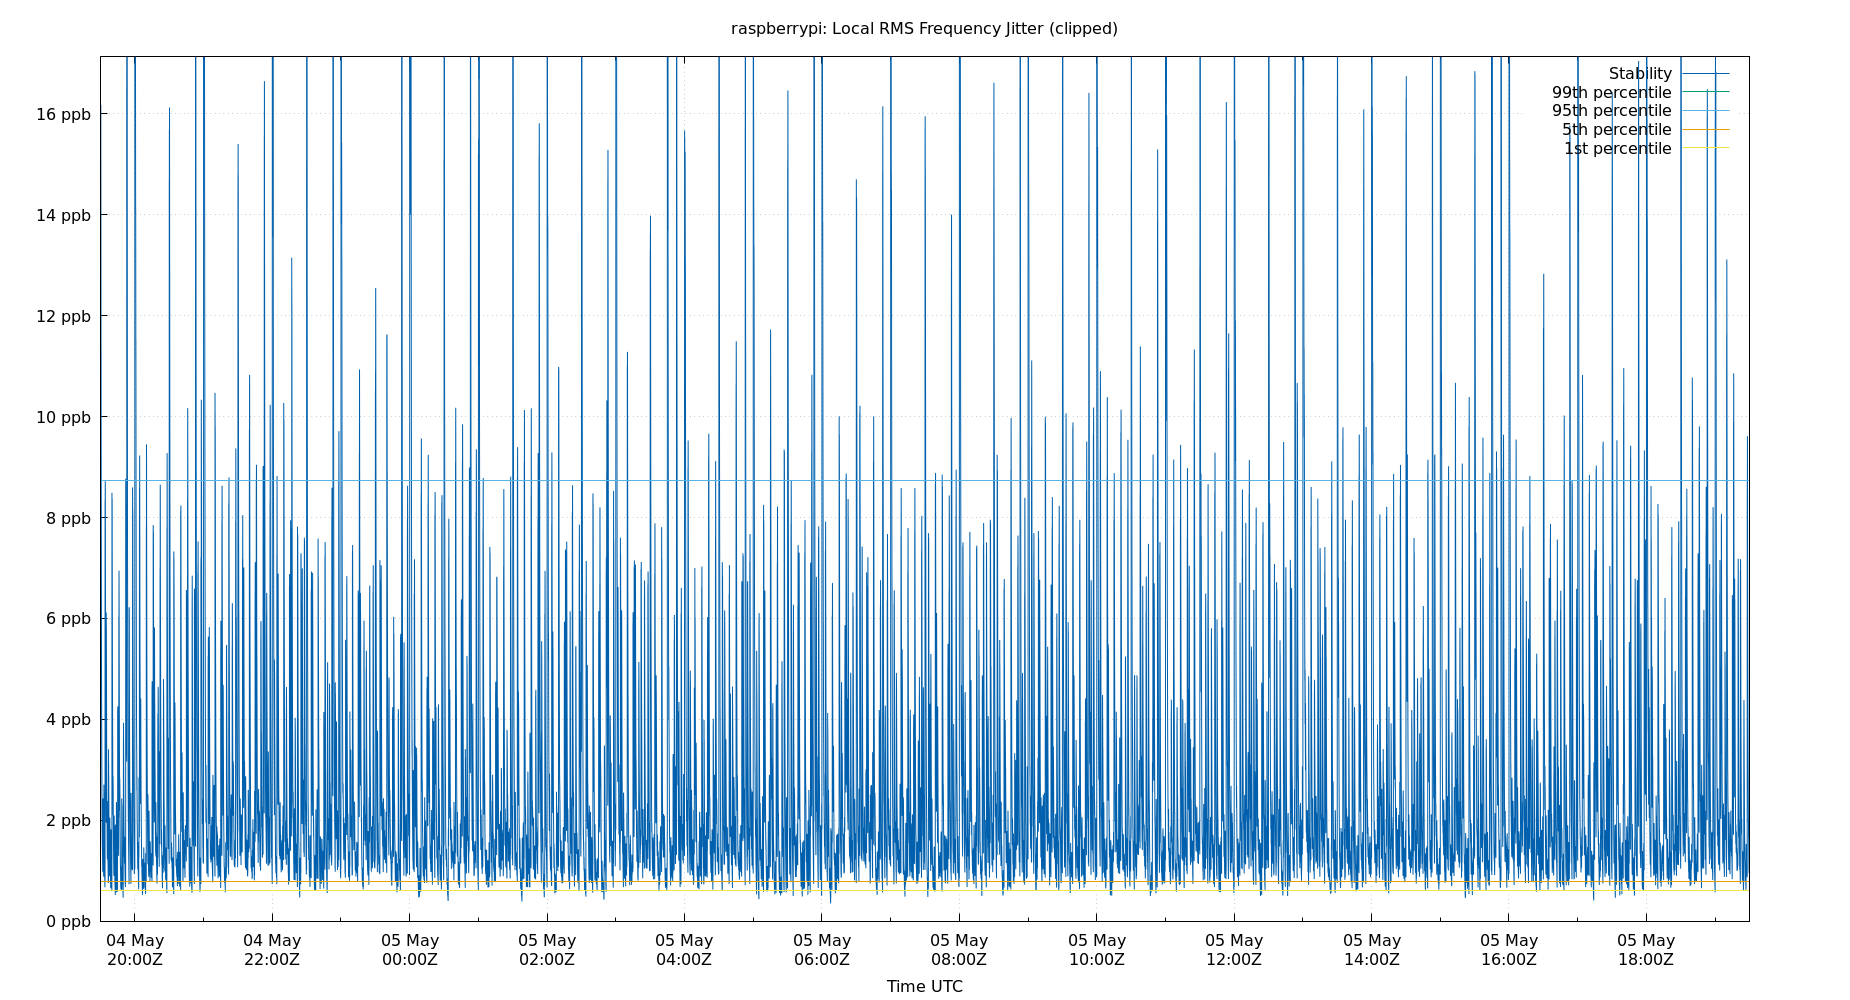 raspberrypi: Local RMS Frequency Jitter (clipped)
Stability
99th percentile
95th percentile
5th percentile
1st percentile
16 ppb
14 ppb
12 ppb
10 ppb
8 ppb
6 ppb
4 ppb
2 ppb
0 ppb
04 May 04 May 05 May 05 May 05 May 05 May 05 May 05 May 05 May 05 May 05 May 05 May
20:00Z 22:00Z 00:00Z 02:00Z 04:00Z 06:00Z 08:00Z 10:00Z 12:00Z 14:00Z 16:00Z 18:00Z
Time UTC